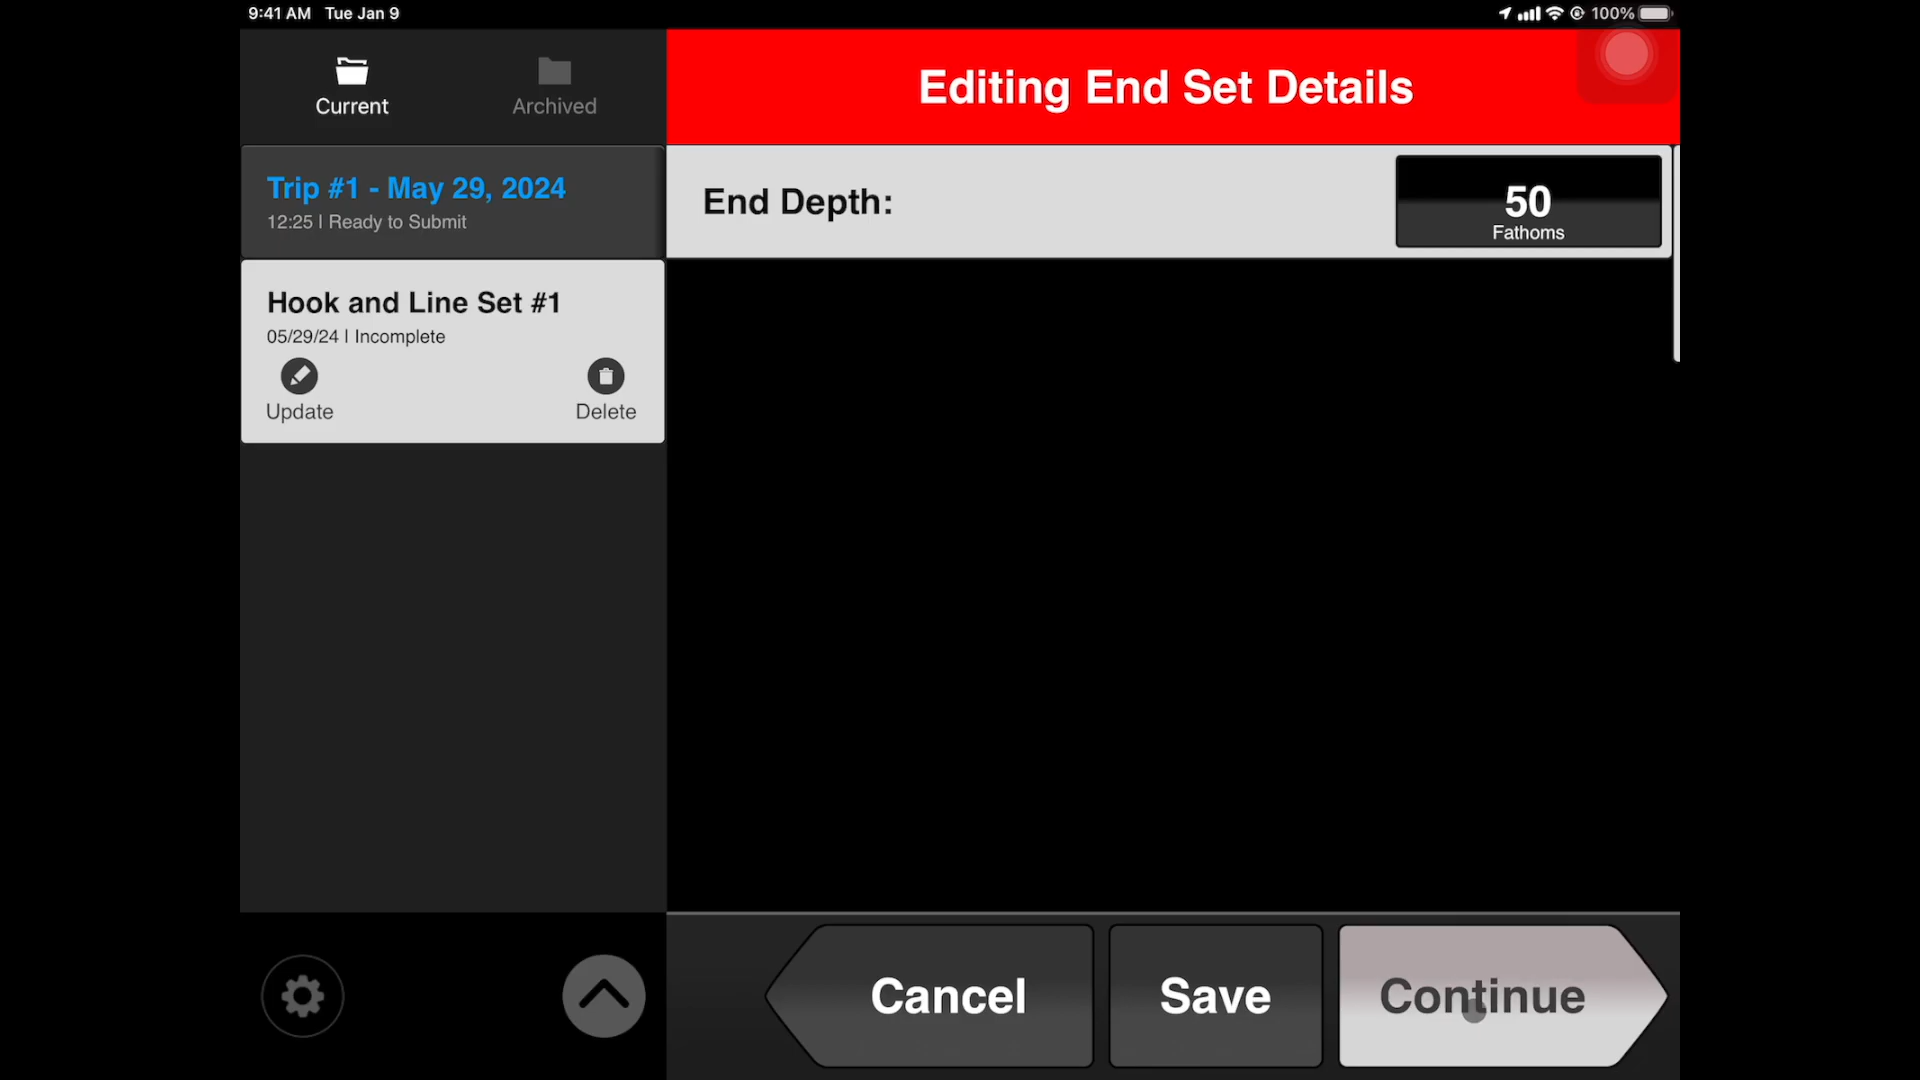 9:41 AM Tue Jan 9
100%
Current
Archived
Editing End Set Details
Trip #1 - May 29, 2024
12:25 | Ready to Submit
End Depth:
50
Fathoms
Hook and Line Set #1
05/29/24 | Incomplete
Update
Delete
Cancel
Save
Continue